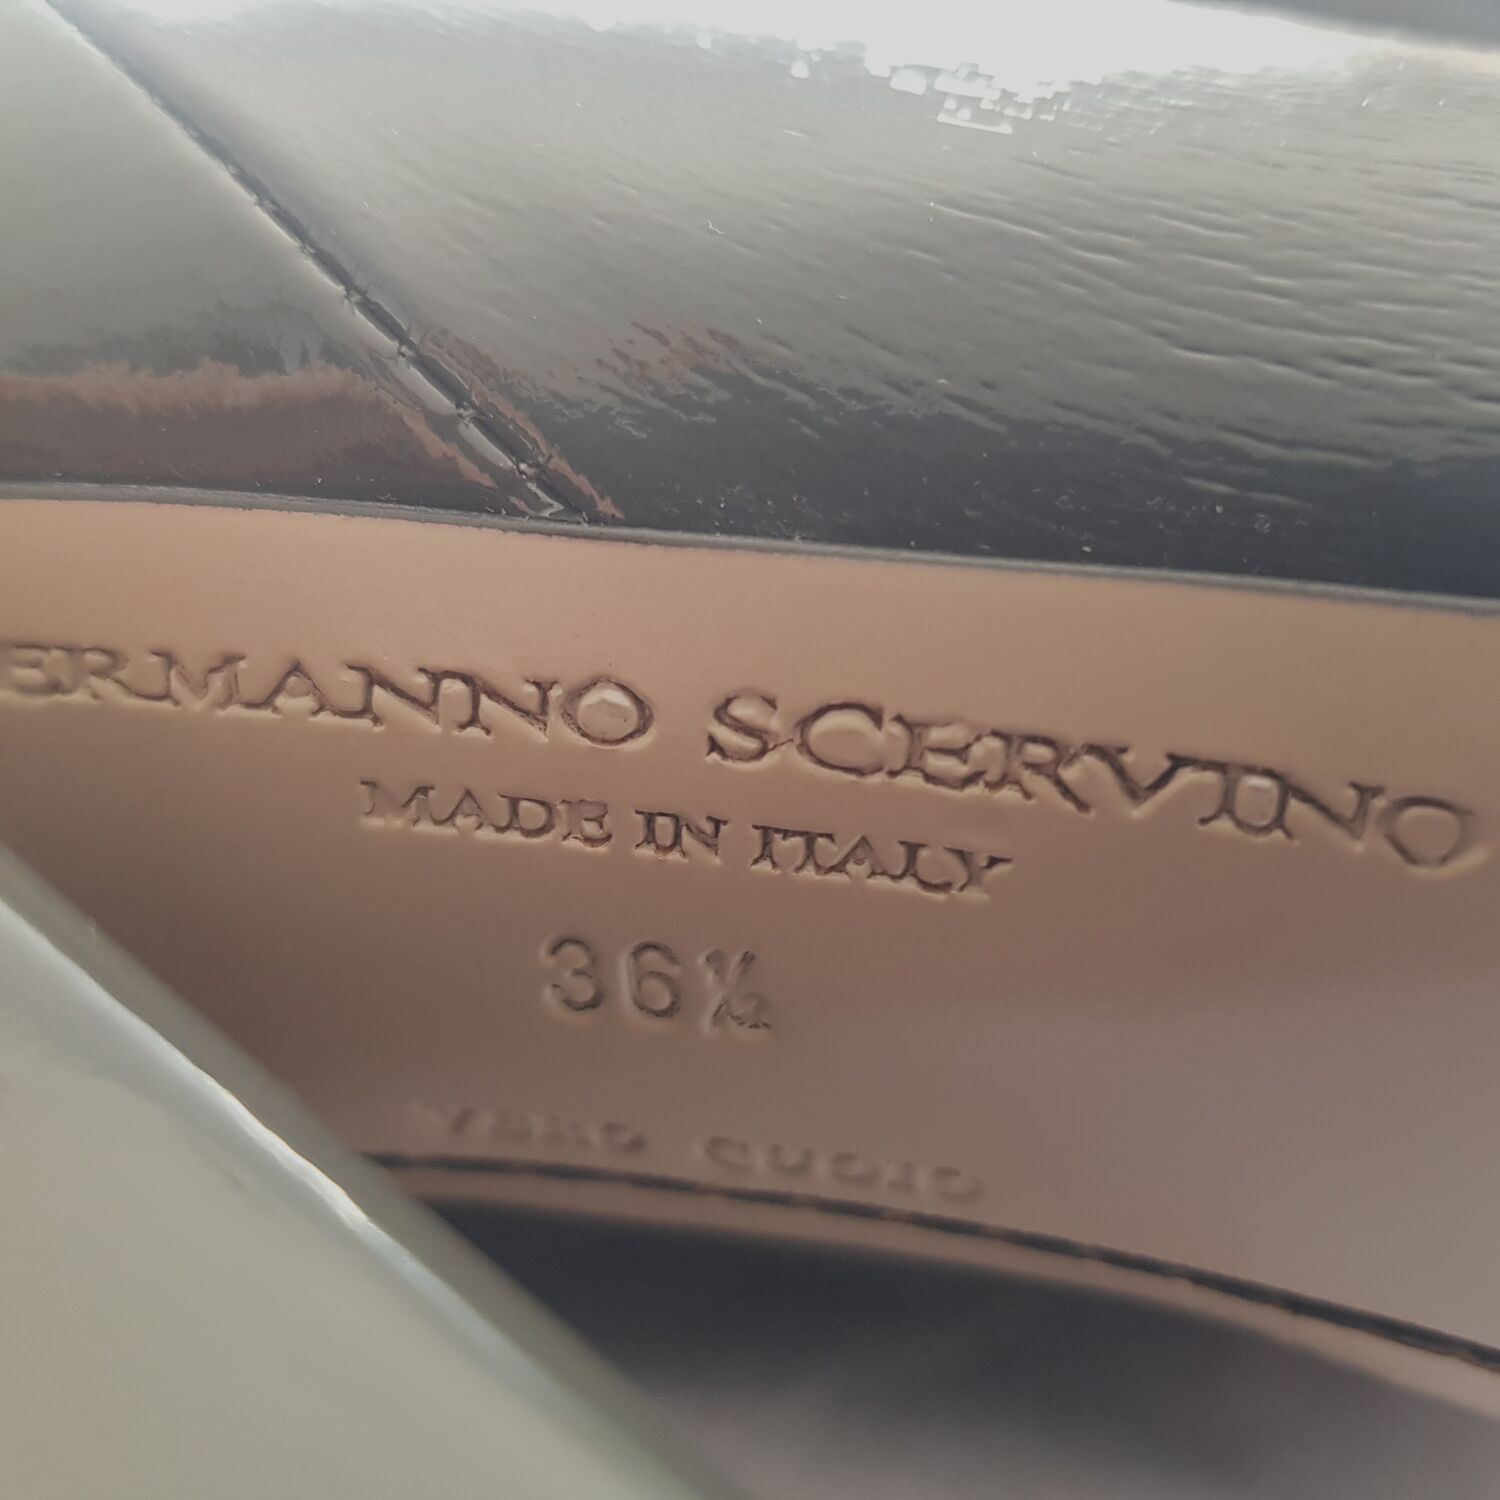 ERMANNO SCERVINO
MADE IN ITALY
36½
VERO CUOIO